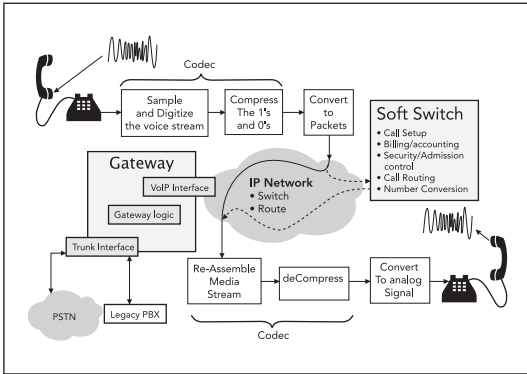 Codec
Sample
and Digitize
the voice stream
Compress
The 1's
and 0's
Convert
to
Packets
Soft Switch
• Call Setup
• Billing/accounting
• Security/Admission
control
• Call Routing
• Number Conversion
Gateway
VoIP Interface
Gateway logic
Trunk Interface
IP Network
• Switch
• Route
PSTN
Legacy PBX
Re-Assemble
Media
Stream
deCompress
Convert
To analog
Signal
Codec